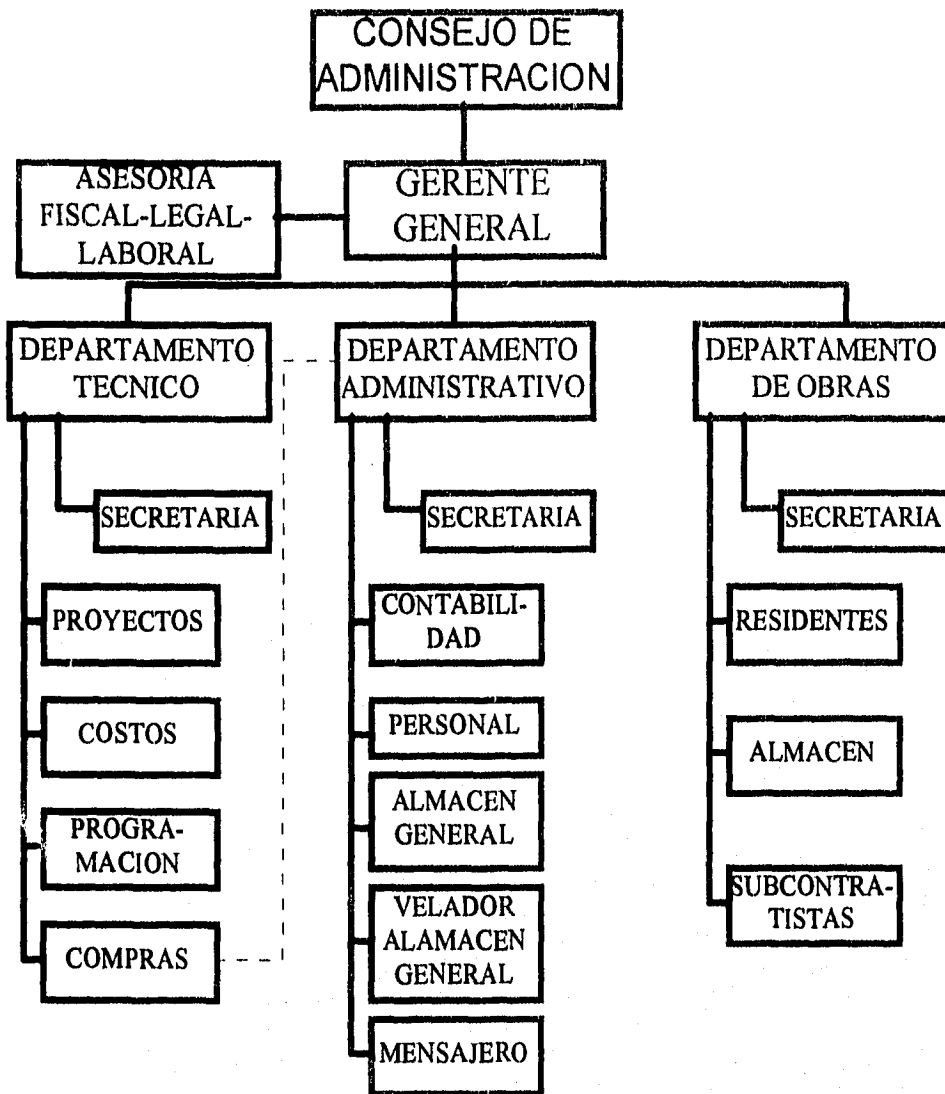 CONSEJO DE
ADMINISTRACION
ASESORIA
FISCAL-LEGAL-
LABORAL
GERENTE
GENERAL
DEPARTAMENTO
TECNICO
SECRETARIA
PROYECTOS
COSTOS
PROGRA-
MACION
COMPRAS
DEPARTAMENTO
ADMINISTRATIVO
SECRETARIA
CONTABILI-
DAD
PERSONAL
ALMACEN
GENERAL
VELADOR
ALAMACEN
GENERAL
MENSAJERO
DEPARTAMENTO
DE OBRAS
SECRETARIA
RESIDENTES
ALMACEN
SUBCONTRA-
TISTAS